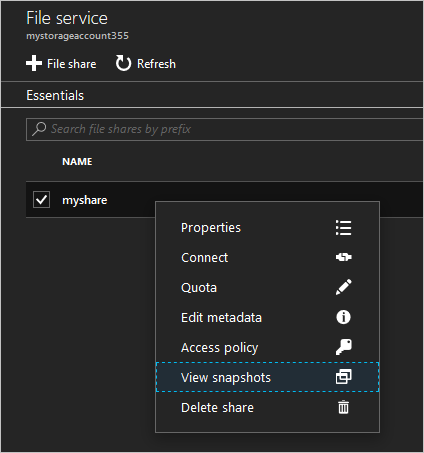 File service
mystorageaccount355
File share Refresh
Essentials
Search file shares by prefix
NAME
myshare
Properties
Connect
Quota
Edit metadata
Access policy
View snapshots
Delete share